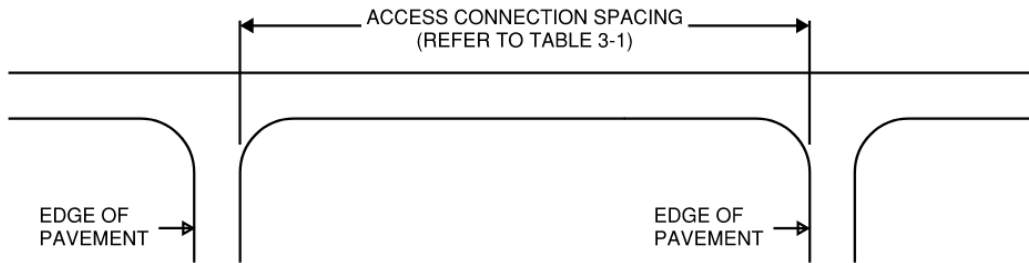 ACCESS CONNECTION SPACING
(REFER TO TABLE 3-1)
EDGE OF
PAVEMENT
EDGE OF
PAVEMENT